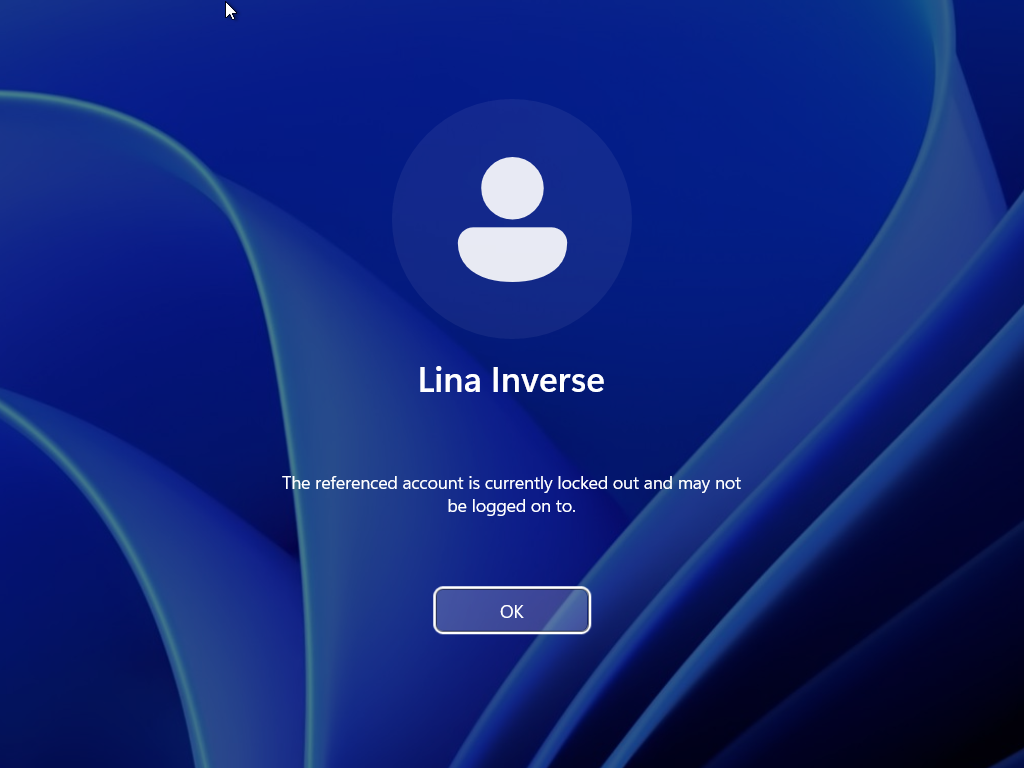 Lina Inverse
The referenced account is currently locked out and may not
be logged on to.
OK